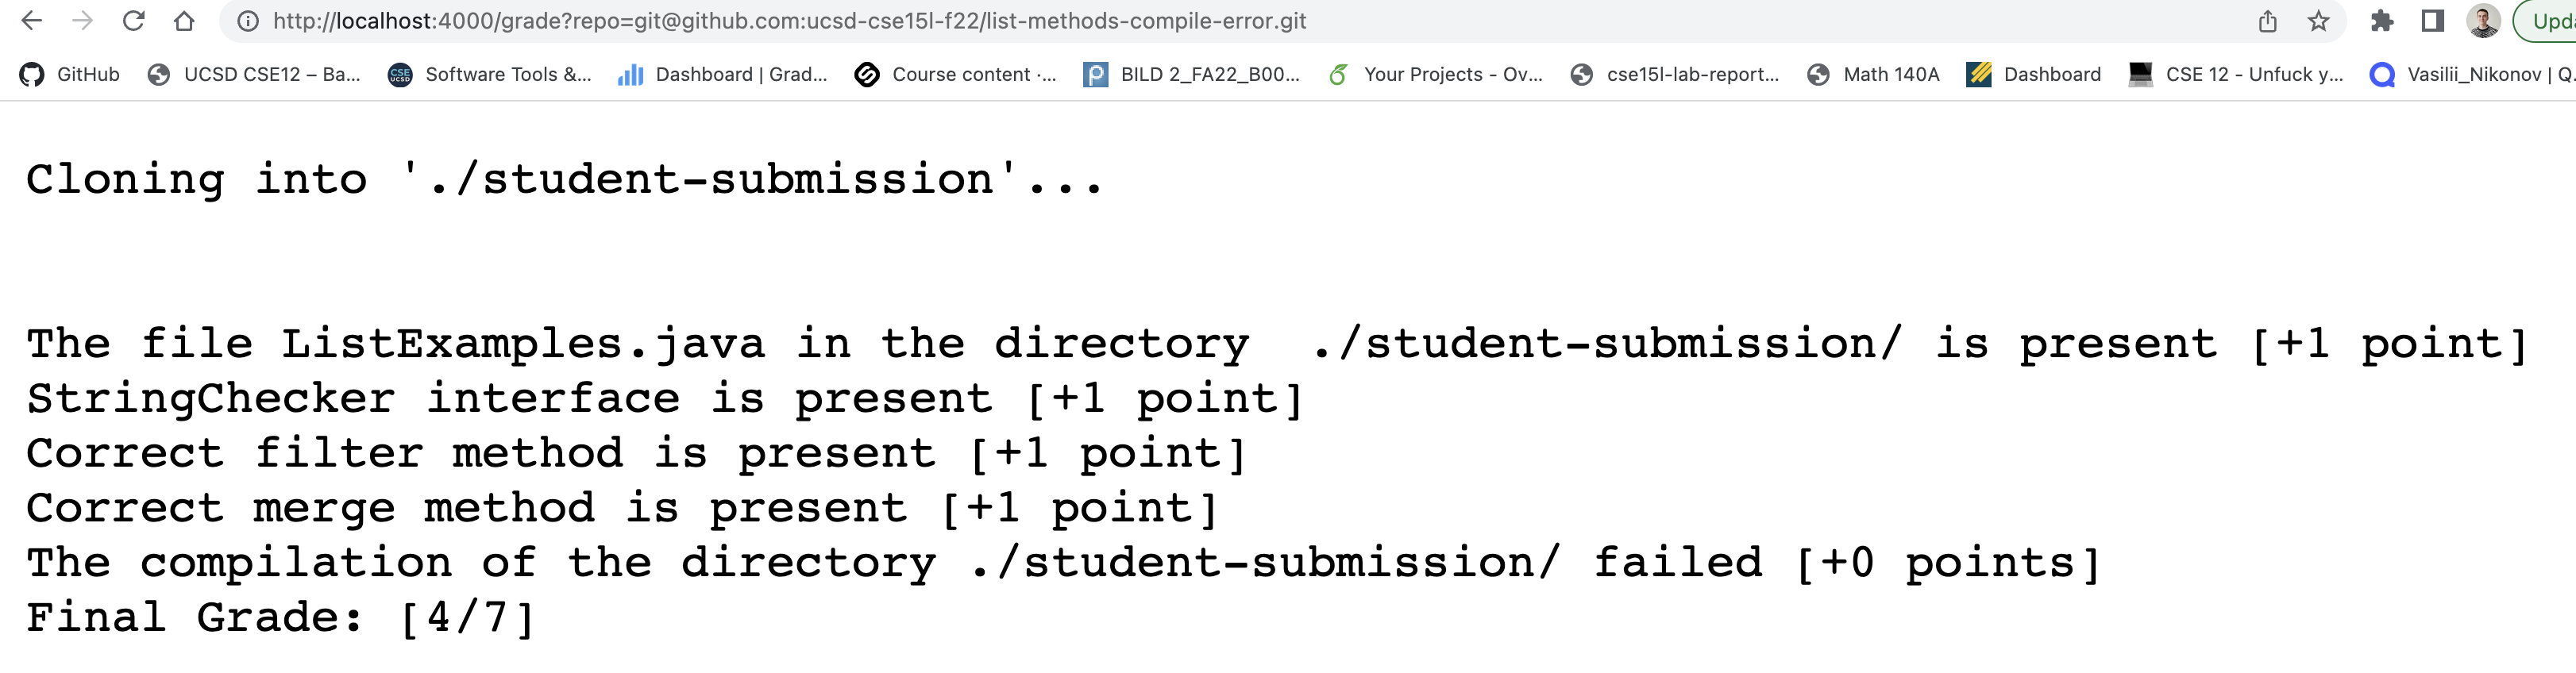 http://localhost:4000/grade?repo=git@github.com:ucsd-cse15l-f22/list-methods-compile-error.git
GitHub UCSD CSE12 – Ba... CSE UCSD Software Tools &... Dashboard | Grad... Course content ·... BILD 2_FA22_B00... Your Projects - Ov... cse15l-lab-report... Math 140A Dashboard CSE 12 - Unfuck y... Vasilii_Nikonov | Q.
Cloning into './student-submission'...
The file ListExamples.java in the directory  ./student-submission/ is present [+1 point]
StringChecker interface is present [+1 point]
Correct filter method is present [+1 point]
Correct merge method is present [+1 point]
The compilation of the directory ./student-submission/ failed [+0 points]
Final Grade: [4/7]